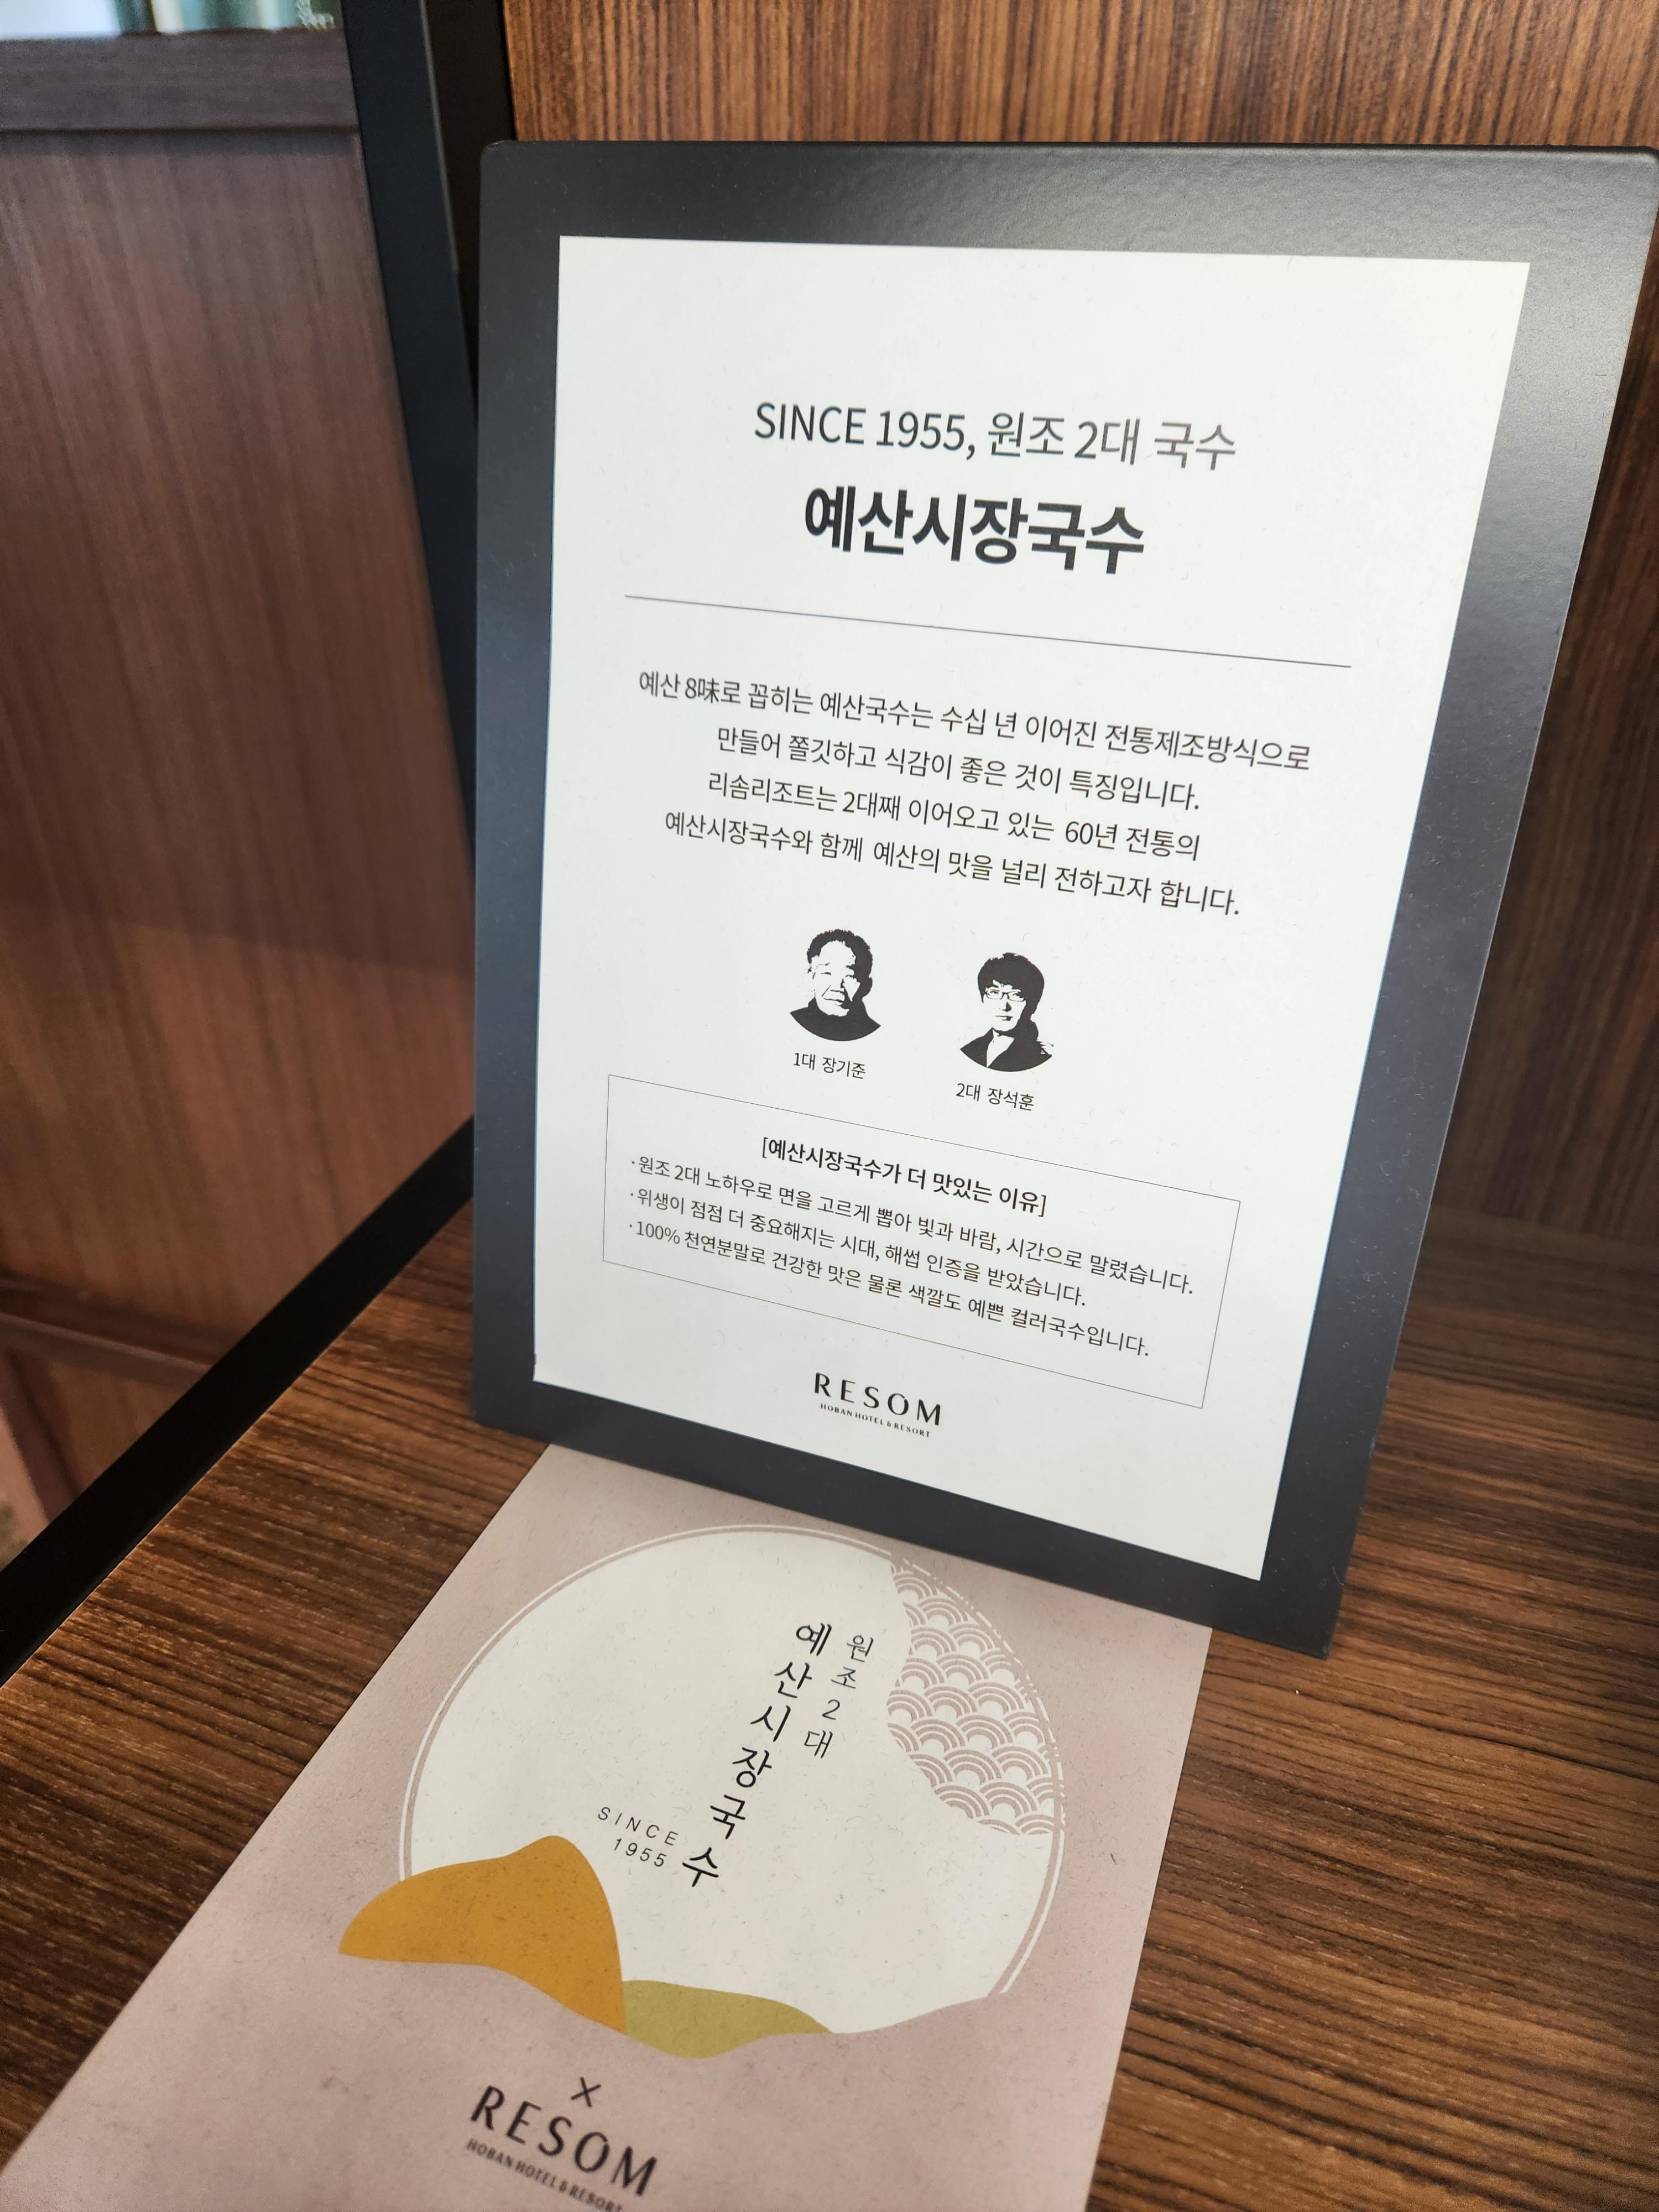 SINCE 1955, 원조 2대 국수
예산시장국수
예산 8味로 꼽히는 예산국수는 수십 년 이어진 전통제조방식으로
만들어 쫄깃하고 식감이 좋은 것이 특징입니다.
리솜리조트는 2대째 이어오고 있는 60년 전통의
예산시장국수와 함께 예산의 맛을 널리 전하고자 합니다.
1대 장기준
2대 장석훈
[예산시장국수가 더 맛있는 이유]
·원조 2대 노하우로 면을 고르게 뽑아 빛과 바람, 시간으로 말렸습니다.
·위생이 점점 더 중요해지는 시대, 해썹 인증을 받았습니다.
·100% 천연분말로 건강한 맛은 물론 색깔도 예쁜 컬러국수입니다.
RESOM
HOBAN HOTEL & RESORT
원조2대
예산시장국수
SINCE
1955
X
RESOM
HOBAN HOTEL & RESORT